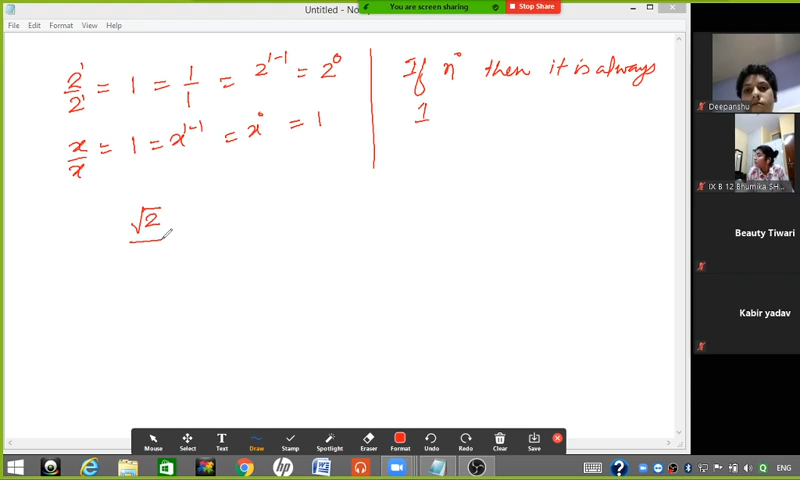 Untitled - No
You are screen sharing
Stop Share
File Edit Format View Help
2¹/2¹ = 1 = 1/1 = 2¹⁻¹ = 2⁰
x/x = 1 = x¹⁻¹ = x⁰ = 1
If n⁰ then it is always
1
√2
Deepanshu
IX B 12 Bhumika SH...
Beauty Tiwari
Kabir yadav
Mouse Select Text Draw Stamp Spotlight Eraser Format Undo Redo Clear Save
ENG